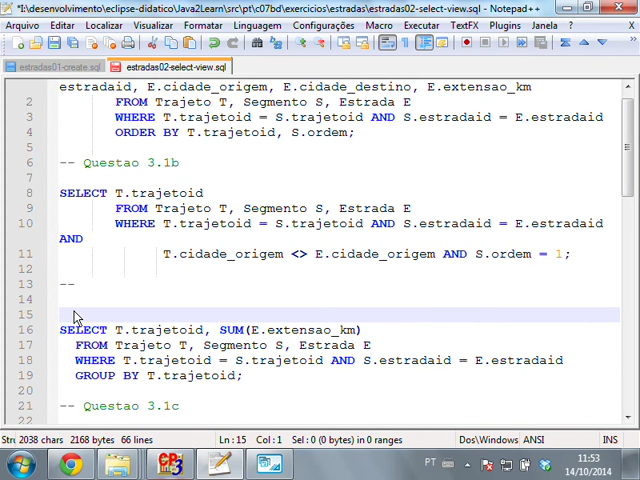 *I:\desenvolvimento\eclipse-didatico\Java2Learn\src\pt\c07bd\exercicios\estradas\estradas02-select-view.sql - Notepad++
Arquivo Editar Localizar Visualizar Formatar Linguagem Configurações Macro Executar TextFX Plugins Janela ? X
estradas01-create.sql estradas02-select-view.sql
estradaid, E.cidade_origem, E.cidade_destino, E.extensao_km
2 FROM Trajeto T, Segmento S, Estrada E
3 WHERE T.trajetoid = S.trajetoid AND S.estradaid = E.estradaid
4 ORDER BY T.trajetoid, S.ordem;
5
6 -- Questao 3.1b
7
8 SELECT T.trajetoid
9 FROM Trajeto T, Segmento S, Estrada E
10 WHERE T.trajetoid = S.trajetoid AND S.estradaid = E.estradaid
AND
11 T.cidade_origem <> E.cidade_origem AND S.ordem = 1;
12
13 --
14
15
16 SELECT T.trajetoid, SUM(E.extensao_km)
17 FROM Trajeto T, Segmento S, Estrada E
18 WHERE T.trajetoid = S.trajetoid AND S.estradaid = E.estradaid
19 GROUP BY T.trajetoid;
20
21 -- Questao 3.1c
22
Stru 2038 chars 2168 bytes 66 lines Ln : 15 Col : 1 Sel : 0 (0 bytes) in 0 ranges Dos\Windows ANSI INS
PT 11:53
14/10/2014